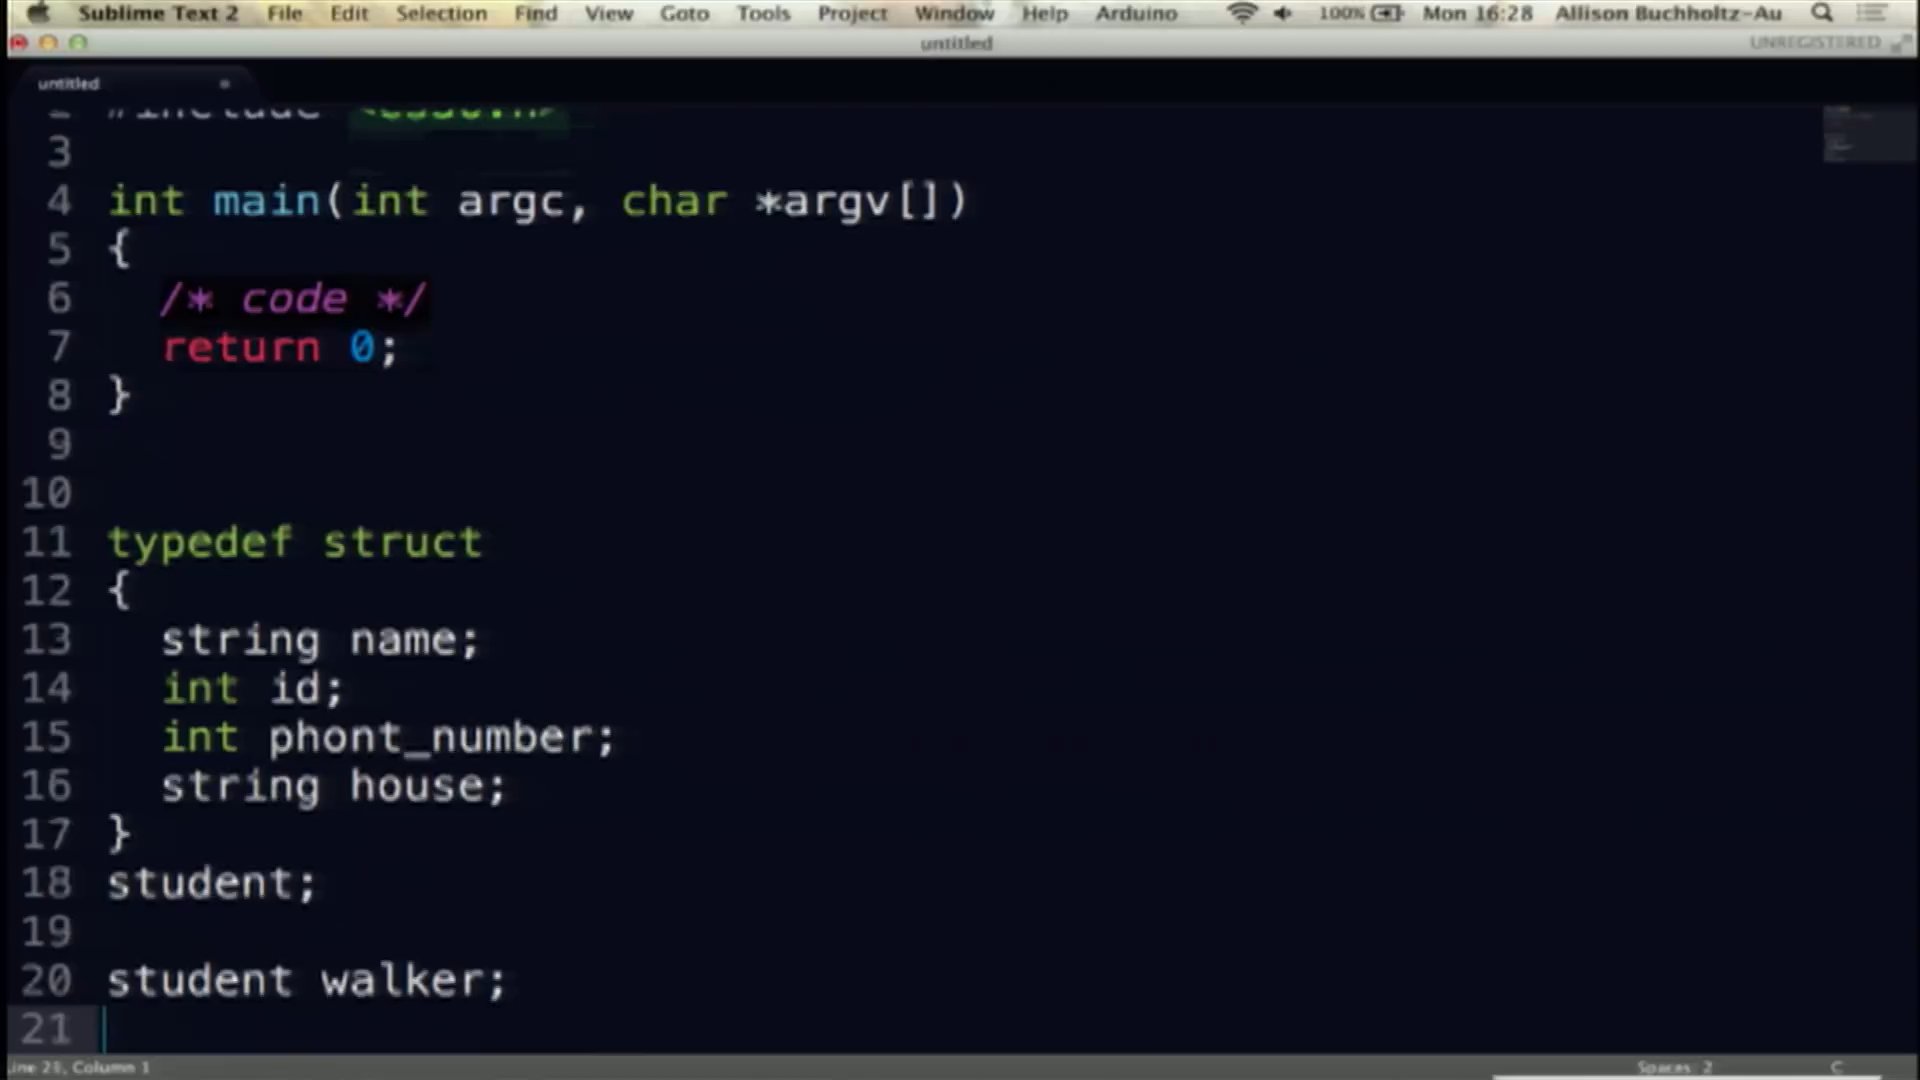 Sublime Text 2 File Edit Selection Find View Goto Tools Project Window Help Arduino 100% Mon 16:28 Allison Buchholtz-Au
untitled UNREGISTERED
untitled
2 #include <cs50.h>
3
4 int main(int argc, char *argv[])
5 {
6 /* code */
7 return 0;
8 }
9
10
11 typedef struct
12 {
13 string name;
14 int id;
15 int phont_number;
16 string house;
17 }
18 student;
19
20 student walker;
21
Line 21, Column 1 Spaces: 2 C